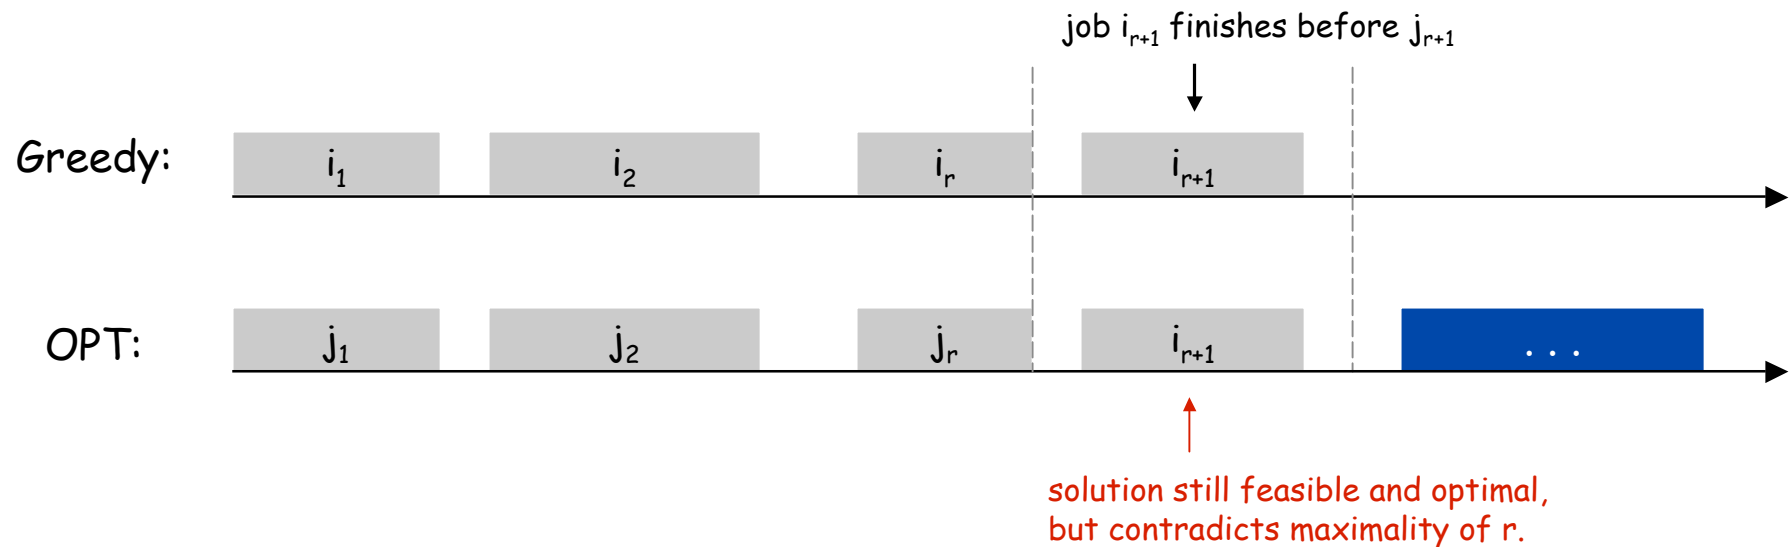 job i_{r+1} finishes before j_{r+1}
Greedy: i_1 i_2 i_r i_{r+1}
OPT: j_1 j_2 j_r i_{r+1} . . .
solution still feasible and optimal,
but contradicts maximality of r.